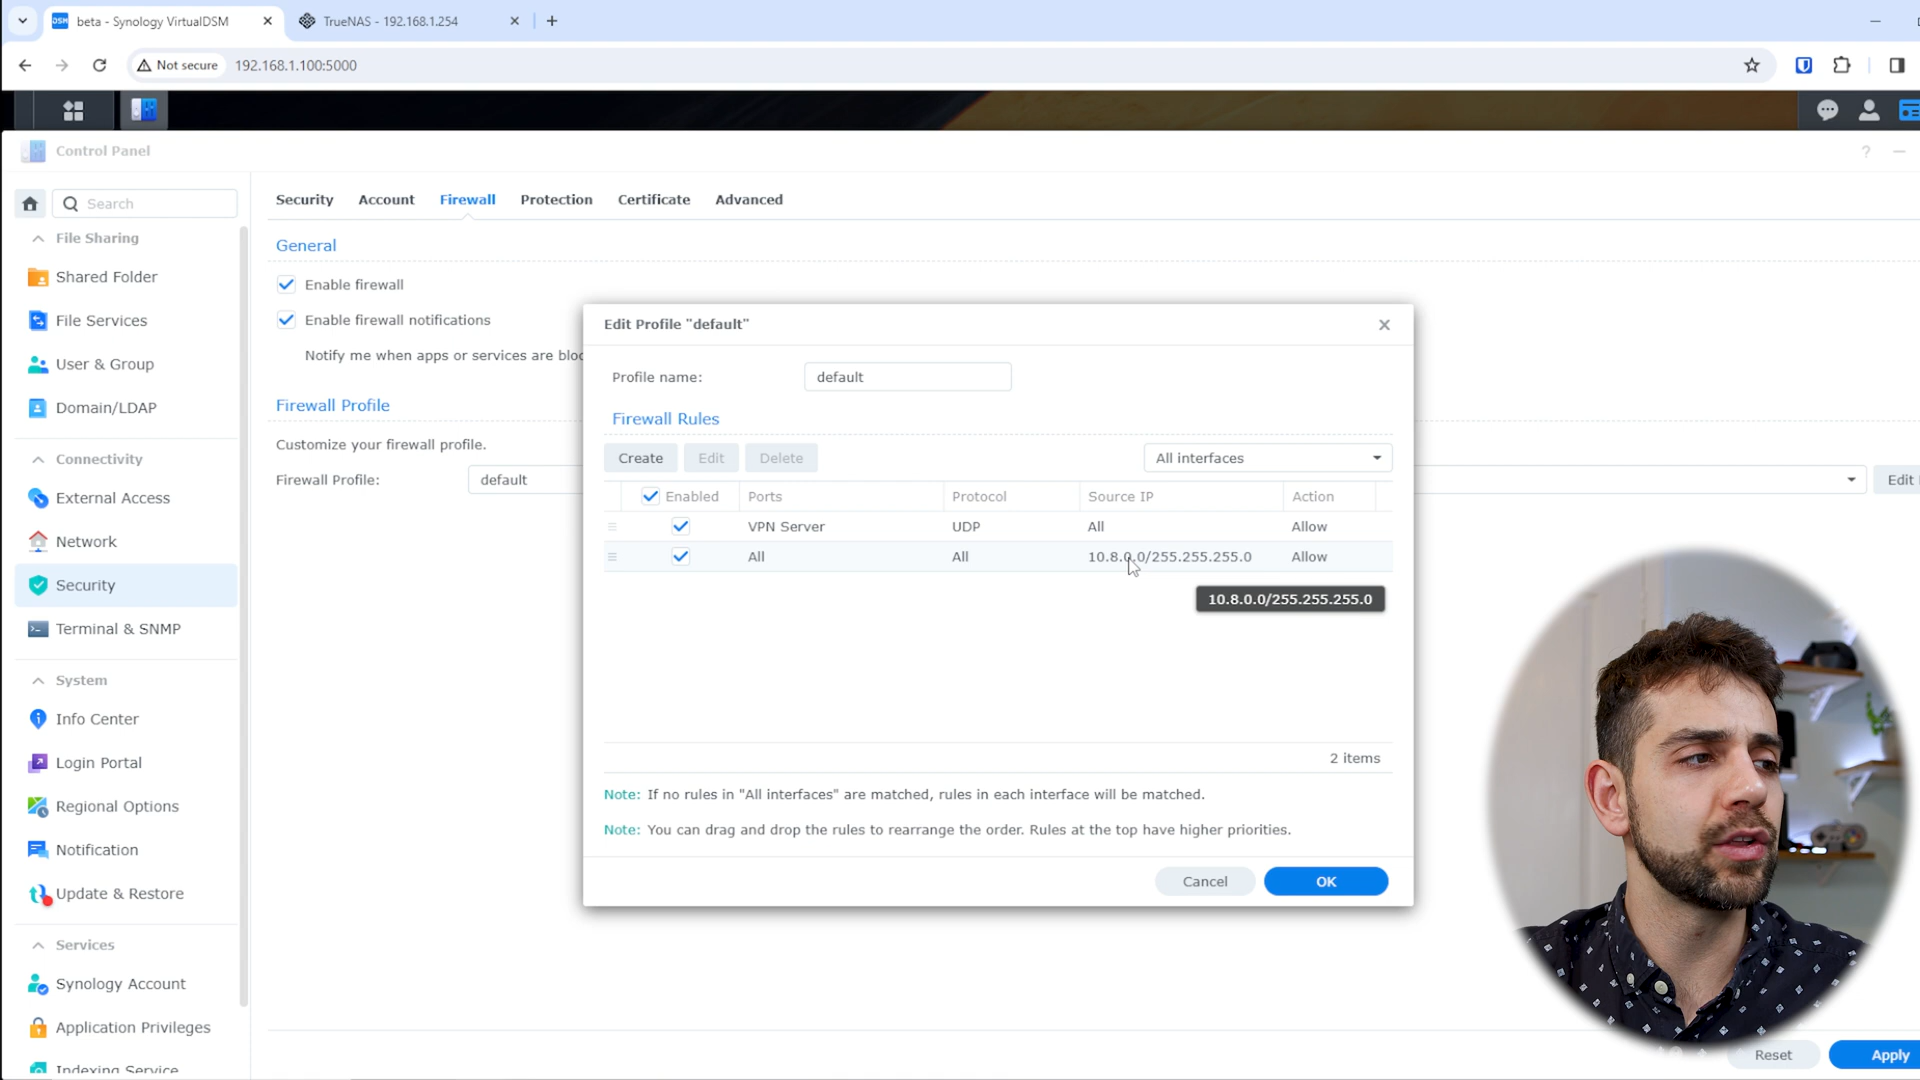 beta - Synology VirtualDSM
TrueNAS - 192.168.1.254
Not secure 192.168.1.100:5000
Control Panel
Search
File Sharing
Shared Folder
File Services
User & Group
Domain/LDAP
Connectivity
External Access
Network
Security
Terminal & SNMP
System
Info Center
Login Portal
Regional Options
Notification
Update & Restore
Services
Synology Account
Application Privileges
Indexing Service
Security Account Firewall Protection Certificate Advanced
General
Enable firewall
Enable firewall notifications
Notify me when apps or services are bloc
Firewall Profile
Customize your firewall profile.
Firewall Profile: default
Edit
Edit Profile "default"
Profile name: default
Firewall Rules
Create Edit Delete All interfaces
Enabled Ports Protocol Source IP Action
VPN Server UDP All Allow
All All 10.8.0.0/255.255.255.0 Allow
10.8.0.0/255.255.255.0
2 items
Note: If no rules in "All interfaces" are matched, rules in each interface will be matched.
Note: You can drag and drop the rules to rearrange the order. Rules at the top have higher priorities.
Cancel OK
Reset Apply